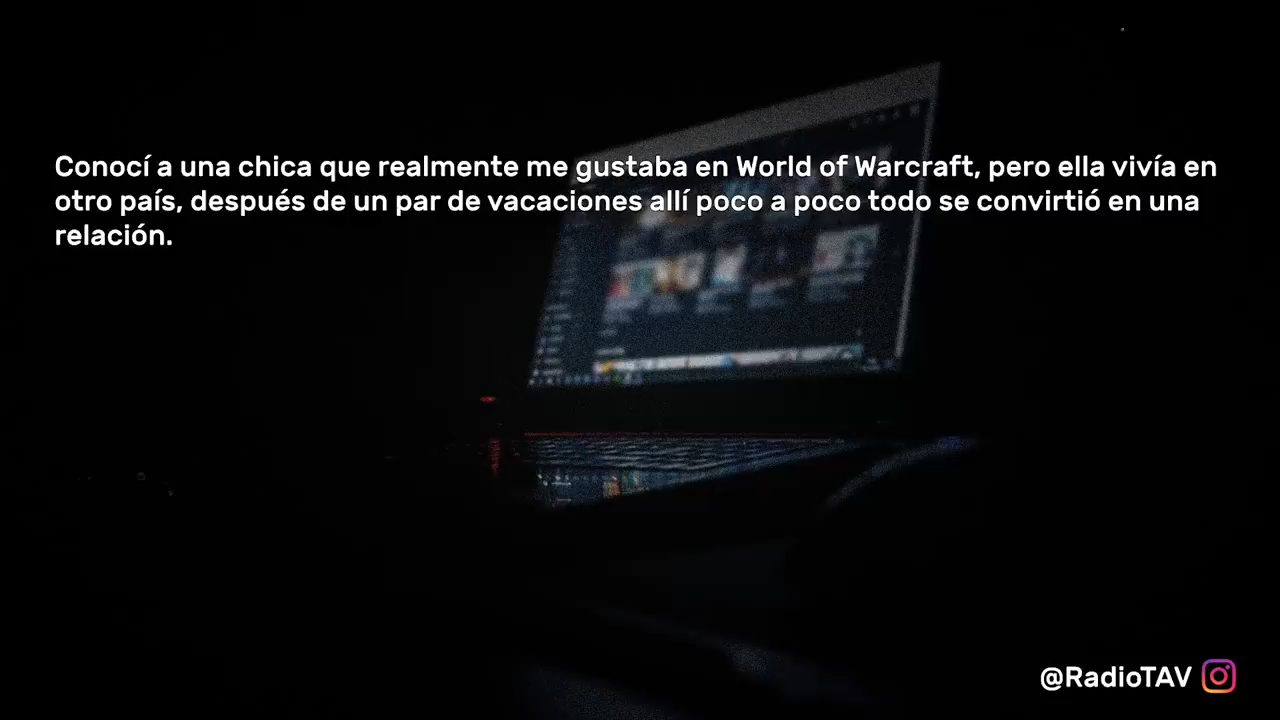 Conocí a una chica que realmente me gustaba en World of Warcraft, pero ella vivía en
otro país, después de un par de vacaciones allí poco a poco todo se convirtió en una
relación.
@RadioTAV